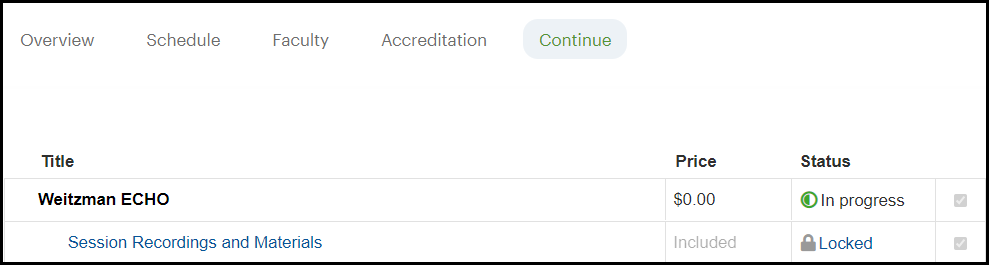 Overview Schedule Faculty Accreditation Continue
Title Price Status
Weitzman ECHO $0.00 In progress
Session Recordings and Materials Included Locked